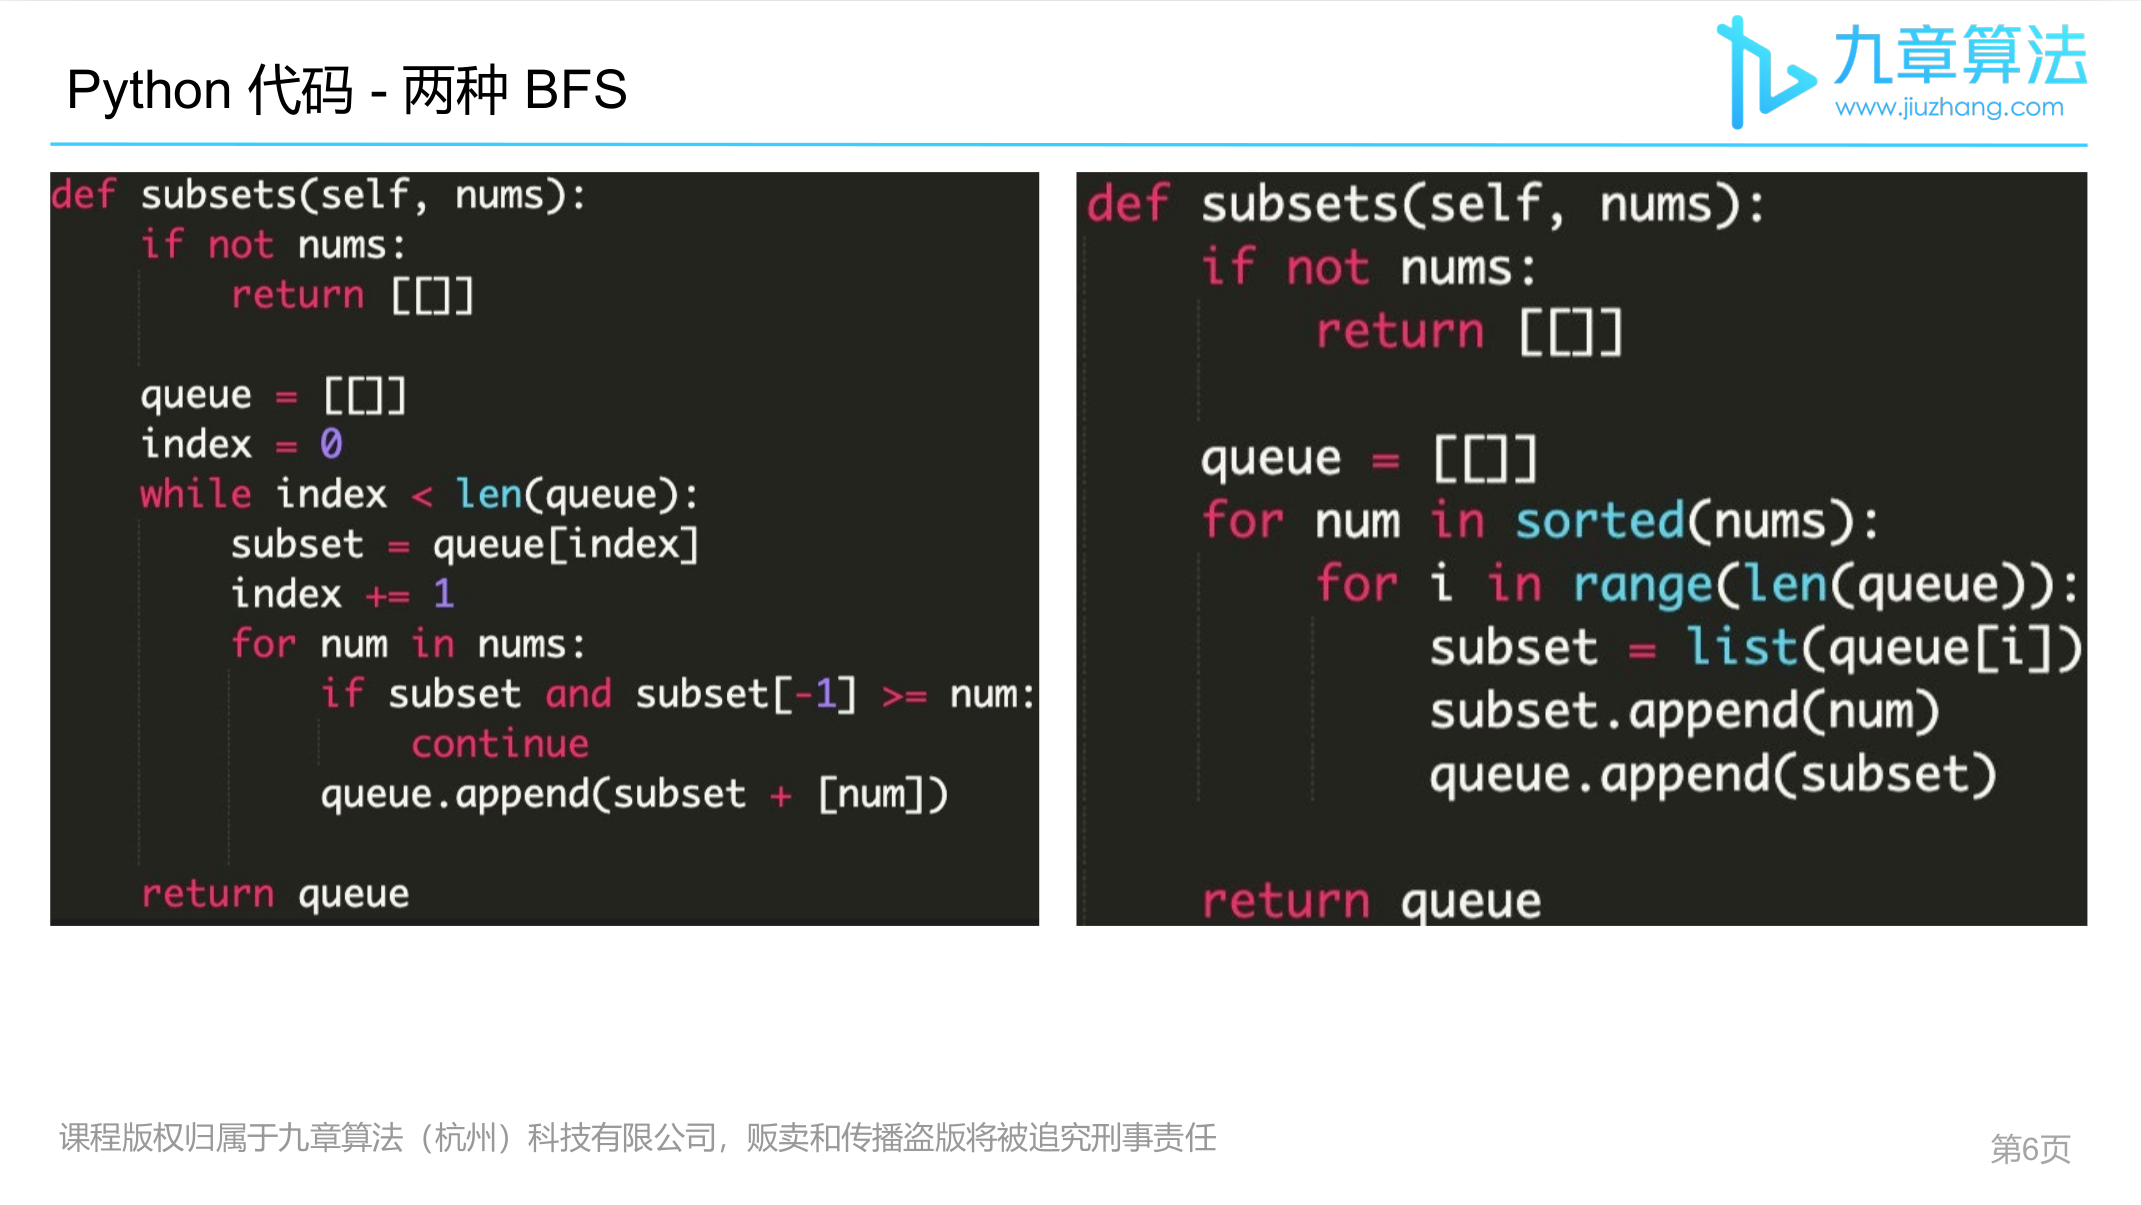 Python 代码 - 两种 BFS
九章算法
www.jiuzhang.com
def subsets(self, nums):
    if not nums:
        return [[]]

    queue = [[]]
    index = 0
    while index < len(queue):
        subset = queue[index]
        index += 1
        for num in nums:
            if subset and subset[-1] >= num:
                continue
            queue.append(subset + [num])

    return queue
def subsets(self, nums):
    if not nums:
        return [[]]

    queue = [[]]
    for num in sorted(nums):
        for i in range(len(queue)):
            subset = list(queue[i])
            subset.append(num)
            queue.append(subset)

    return queue
课程版权归属于九章算法（杭州）科技有限公司，贩卖和传播盗版将被追究刑事责任
第6页